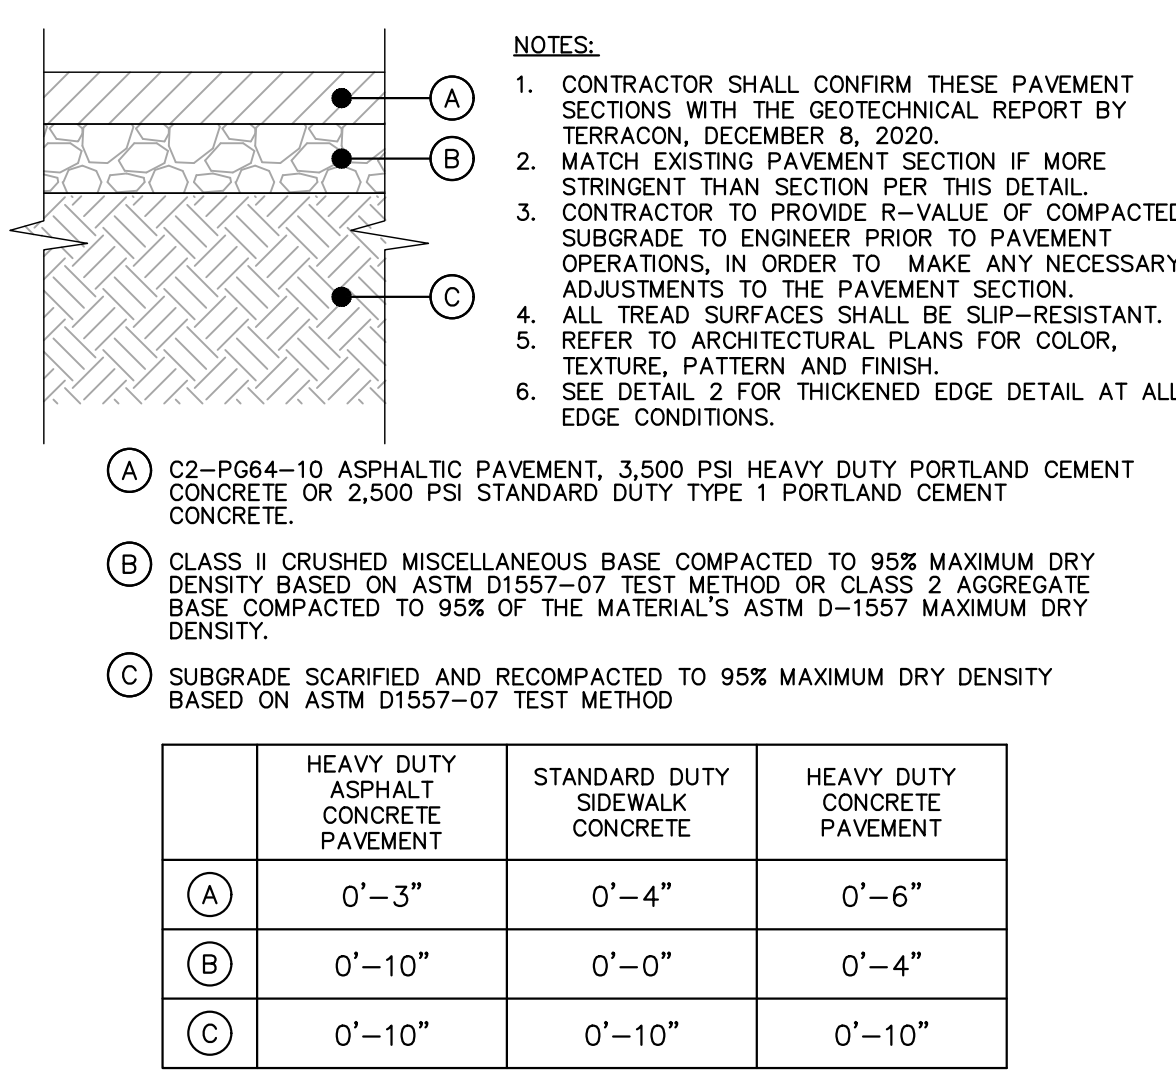 NOTES:
1. CONTRACTOR SHALL CONFIRM THESE PAVEMENT
SECTIONS WITH THE GEOTECHNICAL REPORT BY
TERRACON, DECEMBER 8, 2020.
2. MATCH EXISTING PAVEMENT SECTION IF MORE
STRINGENT THAN SECTION PER THIS DETAIL.
3. CONTRACTOR TO PROVIDE R-VALUE OF COMPACTED
SUBGRADE TO ENGINEER PRIOR TO PAVEMENT
OPERATIONS, IN ORDER TO MAKE ANY NECESSARY
ADJUSTMENTS TO THE PAVEMENT SECTION.
4. ALL TREAD SURFACES SHALL BE SLIP-RESISTANT.
5. REFER TO ARCHITECTURAL PLANS FOR COLOR,
TEXTURE, PATTERN AND FINISH.
6. SEE DETAIL 2 FOR THICKENED EDGE DETAIL AT ALL
EDGE CONDITIONS.
A
B
C
A C2-PG64-10 ASPHALTIC PAVEMENT, 3,500 PSI HEAVY DUTY PORTLAND CEMENT
CONCRETE OR 2,500 PSI STANDARD DUTY TYPE 1 PORTLAND CEMENT
CONCRETE.
B CLASS II CRUSHED MISCELLANEOUS BASE COMPACTED TO 95% MAXIMUM DRY
DENSITY BASED ON ASTM D1557-07 TEST METHOD OR CLASS 2 AGGREGATE
BASE COMPACTED TO 95% OF THE MATERIAL'S ASTM D-1557 MAXIMUM DRY
DENSITY.
C SUBGRADE SCARIFIED AND RECOMPACTED TO 95% MAXIMUM DRY DENSITY
BASED ON ASTM D1557-07 TEST METHOD
HEAVY DUTY
ASPHALT
CONCRETE
PAVEMENT
STANDARD DUTY
SIDEWALK
CONCRETE
HEAVY DUTY
CONCRETE
PAVEMENT
A 0'-3" 0'-4" 0'-6"
B 0'-10" 0'-0" 0'-4"
C 0'-10" 0'-10" 0'-10"